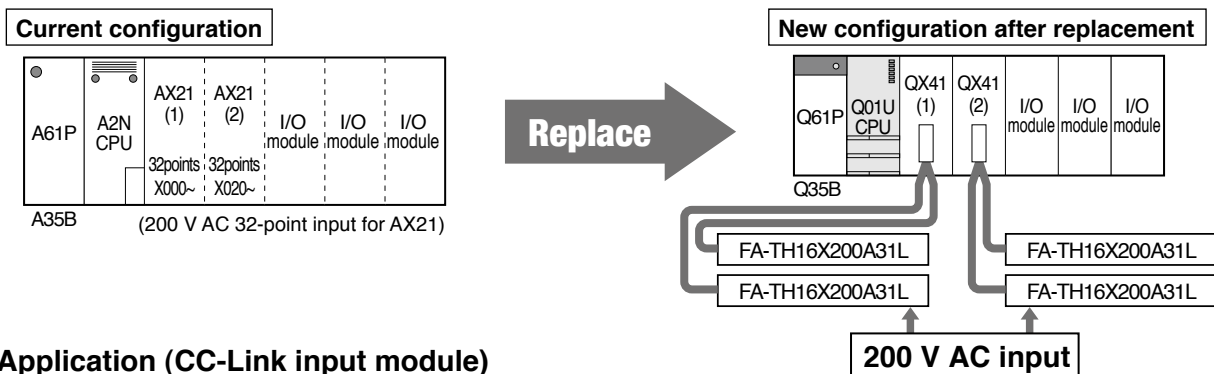 Current configuration
A61P
A2N
CPU
AX21
(1)
32points
X000~
AX21
(2)
32points
X020~
I/O
module
I/O
module
I/O
module
A35B
(200 V AC 32-point input for AX21)
Replace
New configuration after replacement
Q61P
Q01U
CPU
QX41
(1)
QX41
(2)
I/O
module
I/O
module
I/O
module
Q35B
FA-TH16X200A31L
FA-TH16X200A31L
FA-TH16X200A31L
FA-TH16X200A31L
200 V AC input
Application (CC-Link input module)